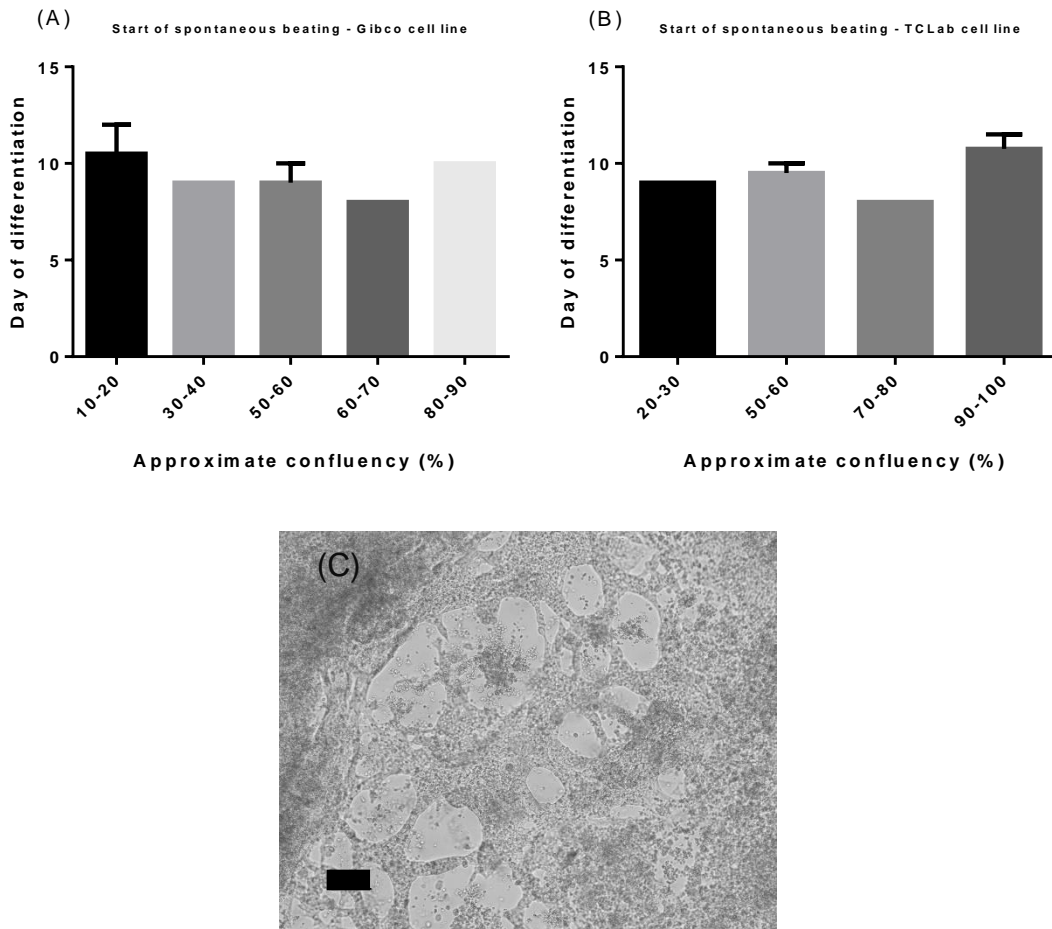 (A)
Start of spontaneous beating - Gibco cell line
15
10
5
0
Day of differentiation
10-20
30-40
50-60
60-70
80-90
Approximate confluency (%)
(B)
Start of spontaneous beating - TCLab cell line
15
10
5
0
Day of differentiation
20-30
50-60
70-80
90-100
Approximate confluency (%)
(C)